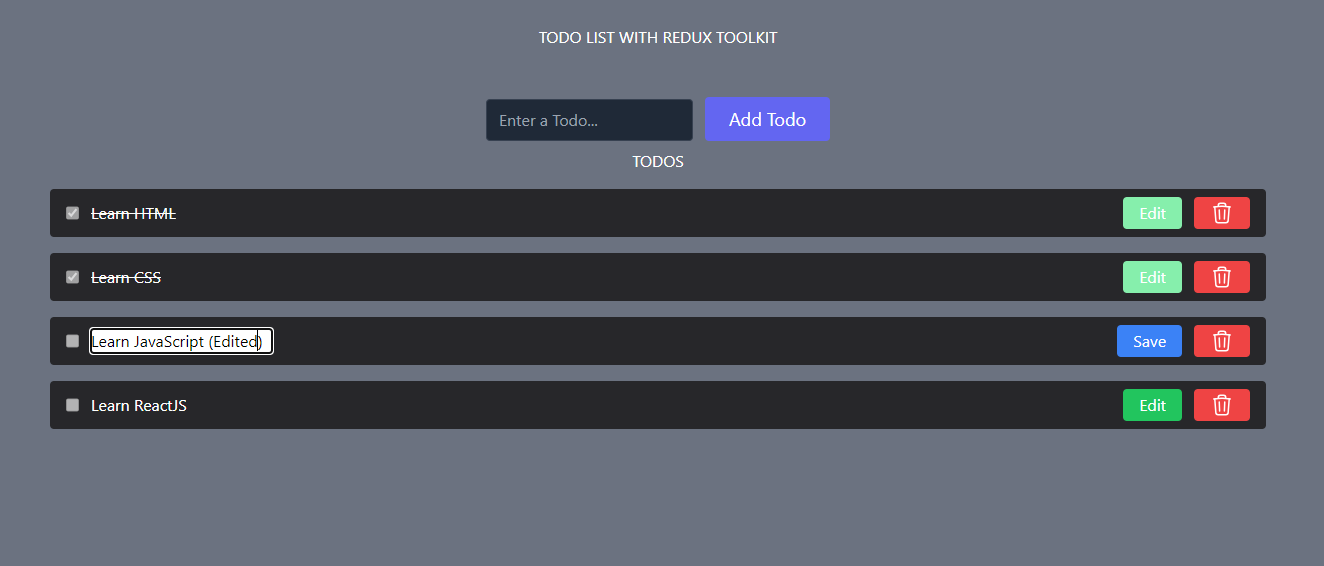 TODO LIST WITH REDUX TOOLKIT
Enter a Todo... Add Todo
TODOS
Learn HTML Edit
Learn CSS Edit
Learn JavaScript (Edited) Save
Learn ReactJS Edit